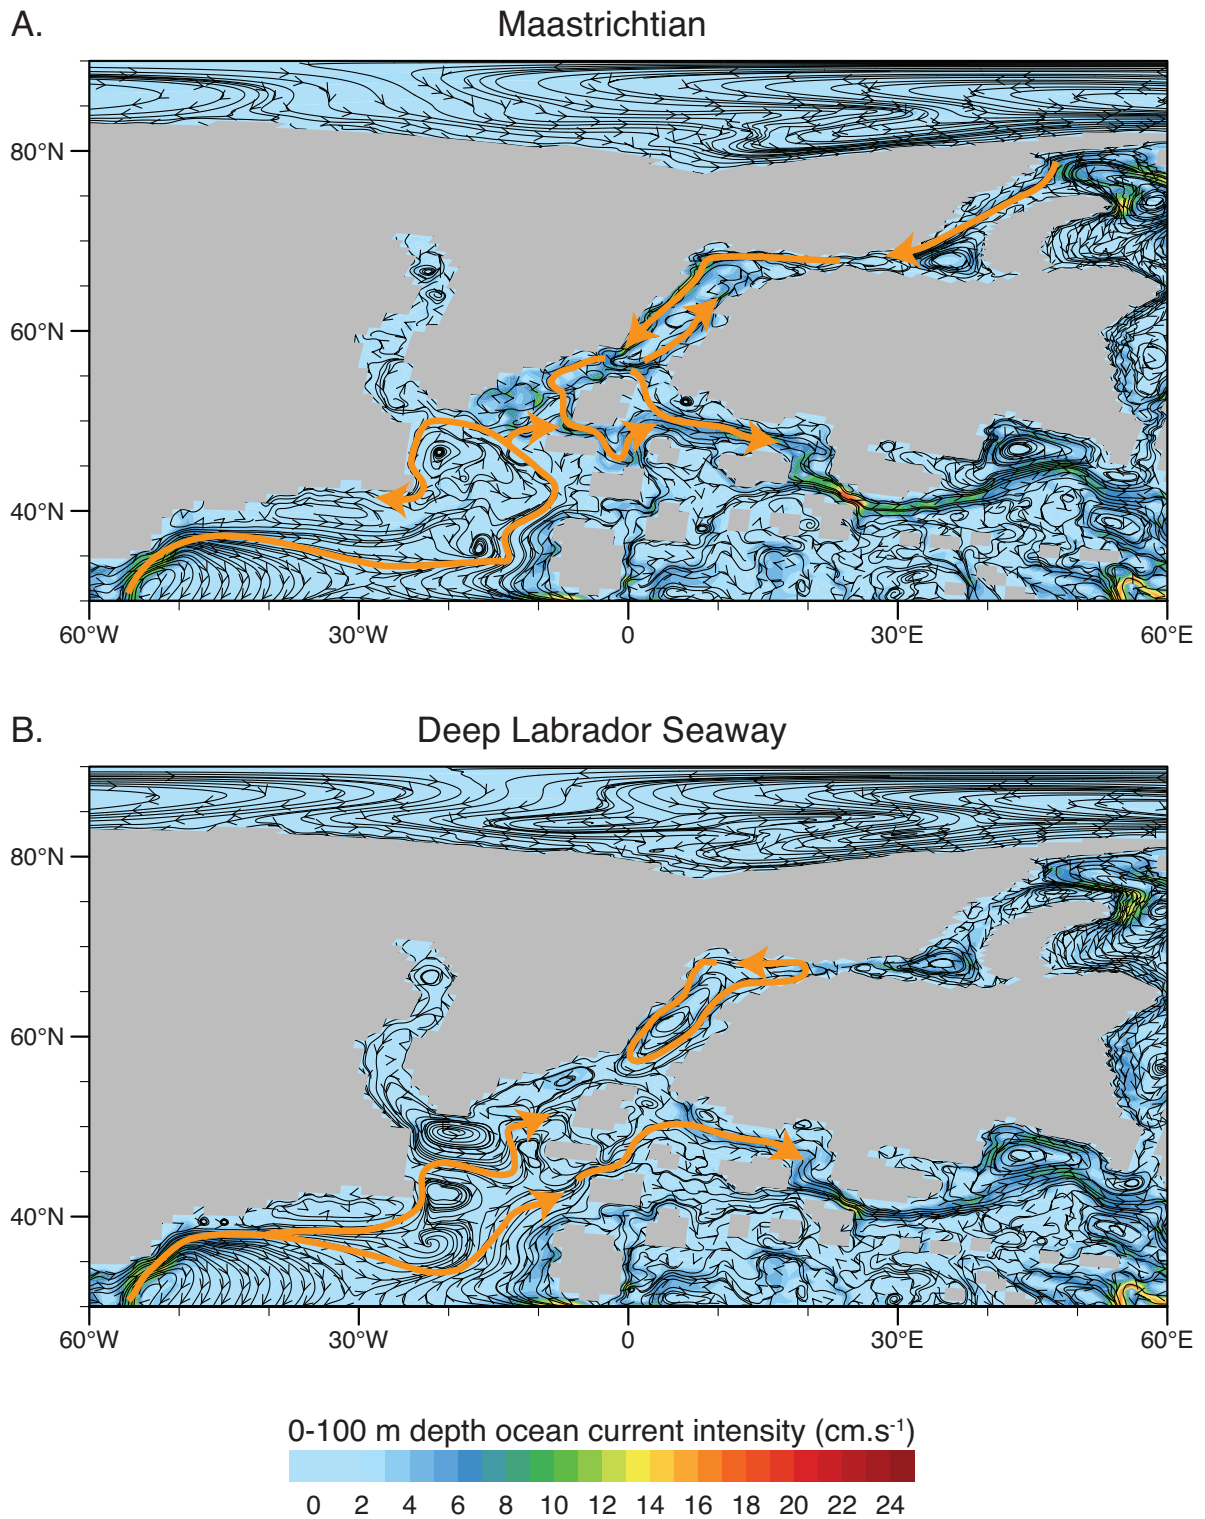 A.
Maastrichtian
80°N
60°N
40°N
60°W 30°W 0 30°E 60°E
B.
Deep Labrador Seaway
80°N
60°N
40°N
60°W 30°W 0 30°E 60°E
0-100 m depth ocean current intensity (cm.s⁻¹)
0 2 4 6 8 10 12 14 16 18 20 22 24